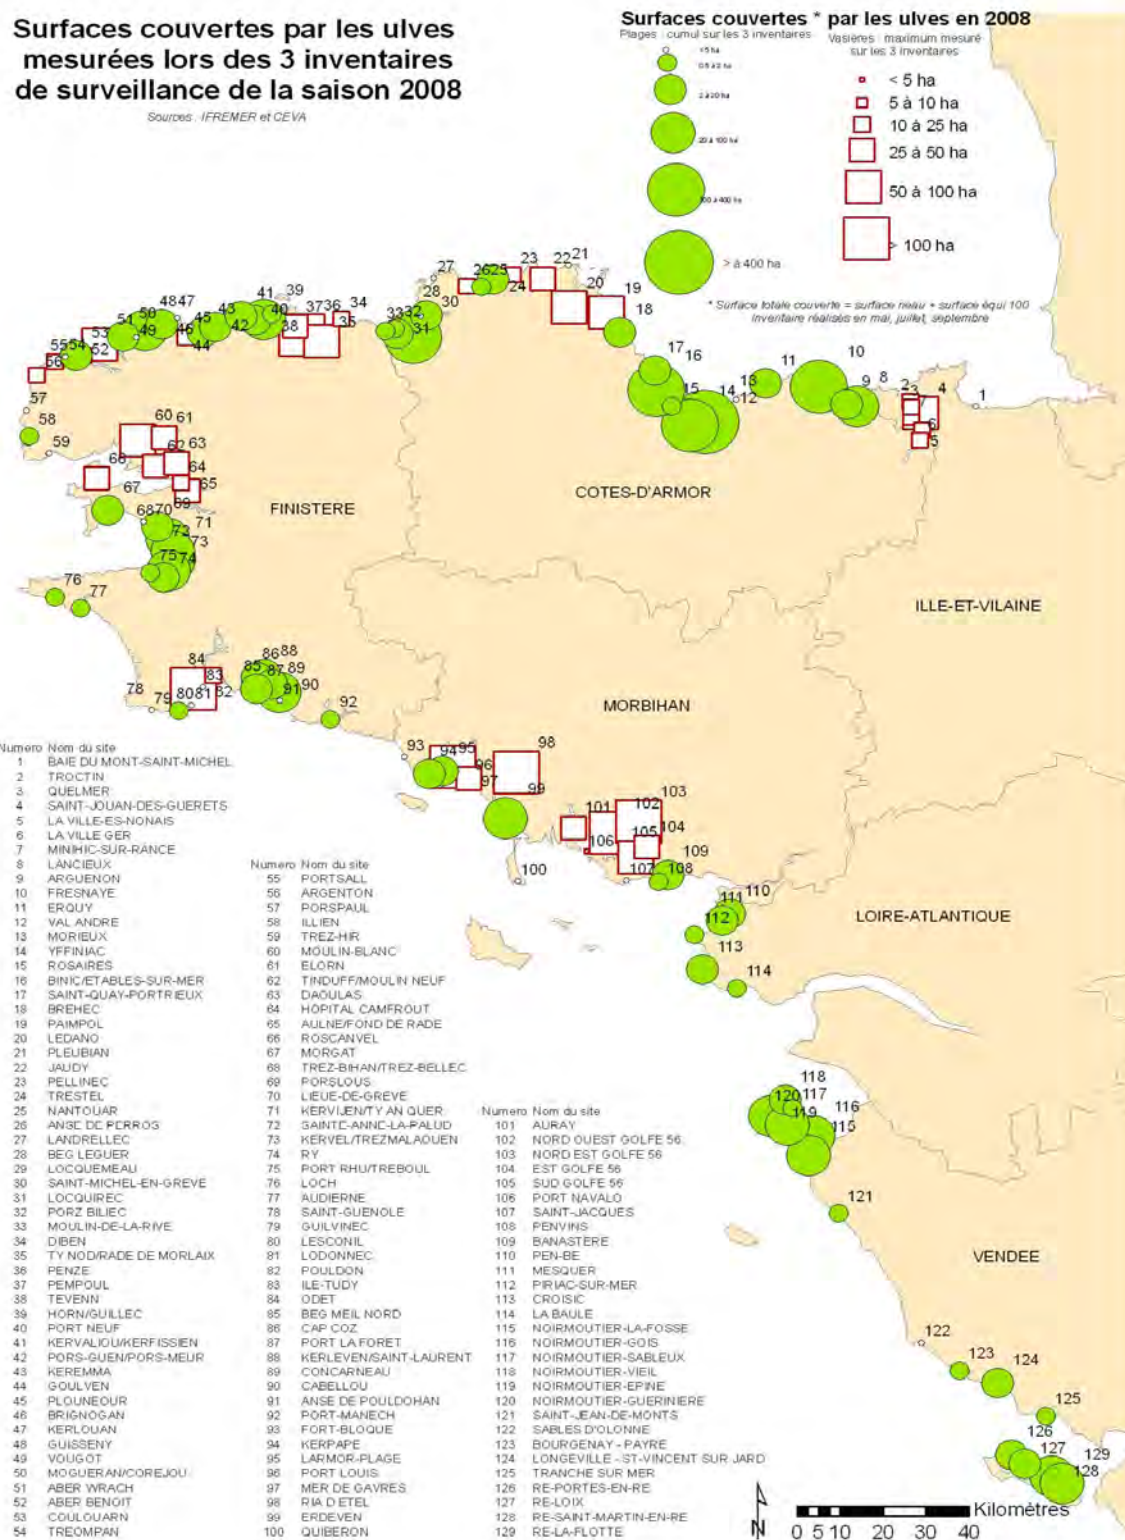 Surfaces couvertes par les ulves
mesurées lors des 3 inventaires
de surveillance de la saison 2008
Sources : IFREMER et CEVA
Surfaces couvertes * par les ulves en 2008
Plages : cumul sur les 3 inventaires
Vasières : maximum mesuré
sur les 3 inventaires
2 à 20 ha
20 à 100 ha
100 à 400 ha
> à 400 ha
< 5 ha
5 à 10 ha
10 à 25 ha
25 à 50 ha
50 à 100 ha
> 100 ha
* Surface totale couverte = surface rideau + surface équi 100
Inventaire réalisés en mai, juillet, septembre
FINISTERE
COTES-D'ARMOR
ILLE-ET-VILAINE
MORBIHAN
LOIRE-ATLANTIQUE
VENDEE
Numero Nom du site
1 BAIE DU MONT-SAINT-MICHEL
2 TROCTIN
3 QUELMER
4 SAINT-JOUAN-DES-GUERETS
5 LA VILLE-ES-NONAIS
6 LA VILLE GER
7 MINIHIC-SUR-RANCE
8 LANCIEUX
9 ARGUENON
10 FRESNAYE
11 ERQUY
12 VAL ANDRE
13 MORIEUX
14 YFFINIAC
15 ROSAIRES
16 BINIC/ETABLES-SUR-MER
17 SAINT-QUAY-PORTRIEUX
18 BREHEC
19 PAIMPOL
20 LEDANO
21 PLEUBIAN
22 JAUDY
23 PELLINEC
24 TRESTEL
25 NANTOUAR
26 ANSE DE PERROS
27 LANDRELLEC
28 BEG LEGUER
29 LOCQUEMEAU
30 SAINT-MICHEL-EN-GREVE
31 LOCQUIREC
32 PORZ BILIEC
33 MOULIN-DE-LA-RIVE
34 DIBEN
35 TY NOD/RADE DE MORLAIX
36 PENZE
37 PEMPOUL
38 TEVENN
39 HORN/GUILLEC
40 PORT NEUF
41 KERVALIOU/KERFISSIEN
42 PORS-GUEN/PORS-MEUR
43 KEREMMA
44 GOULVEN
45 PLOUNEOUR
46 BRIGNOGAN
47 KERLOUAN
48 GUISSENY
49 VOUGOT
50 MOGUERAN/COREJOU
51 ABER WRACH
52 ABER BENOIT
53 COULOUARN
54 TREOMPAN
Numero Nom du site
55 PORTSALL
56 ARGENTON
57 PORSPAUL
58 ILLIEN
59 TREZ-HIR
60 MOULIN-BLANC
61 ELORN
62 TINDUFF/MOULIN NEUF
63 DAOULAS
64 HOPITAL CAMFROUT
65 AULNE/FOND DE RADE
66 ROSCANVEL
67 MORGAT
68 TREZ-BIHAN/TREZ-BELLEC
69 PORSLOUS
70 LIEUE-DE-GREVE
71 KERVIJEN/TY AN QUER
72 SAINTE-ANNE-LA-PALUD
73 KERVEL/TREZMALAOUEN
74 RY
75 PORT RHU/TREBOUL
76 LOCH
77 AUDIERNE
78 SAINT-GUENOLE
79 GUILVINEC
80 LESCONIL
81 LODONNEC
82 POULDON
83 ILE-TUDY
84 ODET
85 BEG MEIL NORD
86 CAP COZ
87 PORT LA FORET
88 KERLEVEN/SAINT-LAURENT
89 CONCARNEAU
90 CABELLOU
91 ANSE DE POULDOHAN
92 PORT-MANECH
93 FORT-BLOQUE
94 KERPAPE
95 LARMOR-PLAGE
96 PORT LOUIS
97 MER DE GAVRES
98 RIA D ETEL
99 ERDEVEN
100 QUIBERON
Numero Nom du site
101 AURAY
102 NORD OUEST GOLFE 56
103 NORD EST GOLFE 56
104 EST GOLFE 56
105 SUD GOLFE 56
106 PORT NAVALO
107 SAINT-JACQUES
108 PENVINS
109 BANASTERE
110 PEN-BE
111 MESQUER
112 PIRIAC-SUR-MER
113 CROISIC
114 LA BAULE
115 NOIRMOUTIER-LA-FOSSE
116 NOIRMOUTIER-GOIS
117 NOIRMOUTIER-SABLEUX
118 NOIRMOUTIER-VIEIL
119 NOIRMOUTIER-EPINE
120 NOIRMOUTIER-GUERINIERE
121 SAINT-JEAN-DE-MONTS
122 SABLES D'OLONNE
123 BOURGENAY - PAYRE
124 LONGEVILLE - ST-VINCENT SUR JARD
125 TRANCHE SUR MER
126 RE-PORTES-EN-RE
127 RE-LOIX
128 RE-SAINT-MARTIN-EN-RE
129 RE-LA-FLOTTE
N
Kilomètres
0 5 10 20 30 40